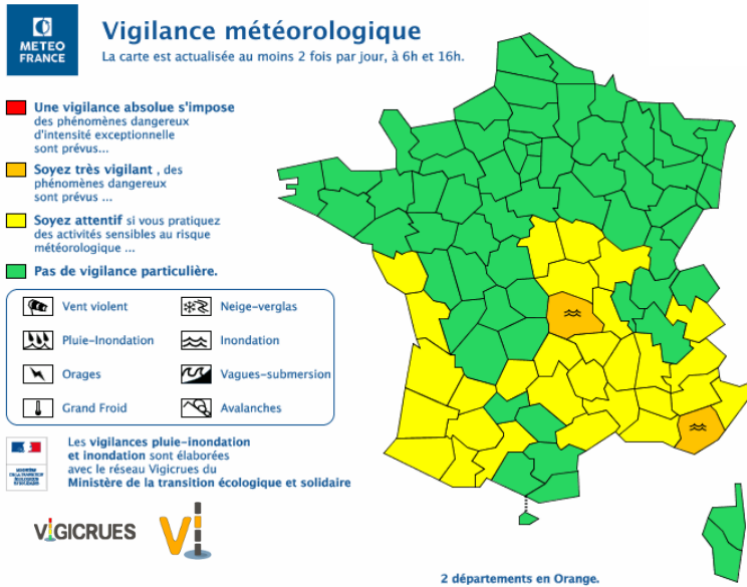 METEO
FRANCE
Vigilance météorologique
La carte est actualisée au moins 2 fois par jour, à 6h et 16h.
Une vigilance absolue s'impose
des phénomènes dangereux
d'intensité exceptionnelle
sont prévus...
Soyez très vigilant , des
phénomènes dangereux
sont prévus ...
Soyez attentif si vous pratiquez
des activités sensibles au risque
météorologique ...
Pas de vigilance particulière.
Vent violent
Neige-verglas
Pluie-Inondation
Inondation
Orages
Vagues-submersion
Grand Froid
Avalanches
Les vigilances pluie-inondation
et inondation sont élaborées
avec le réseau Vigicrues du
Ministère de la transition écologique et solidaire
VIGICRUES
Vi
2 départements en Orange.